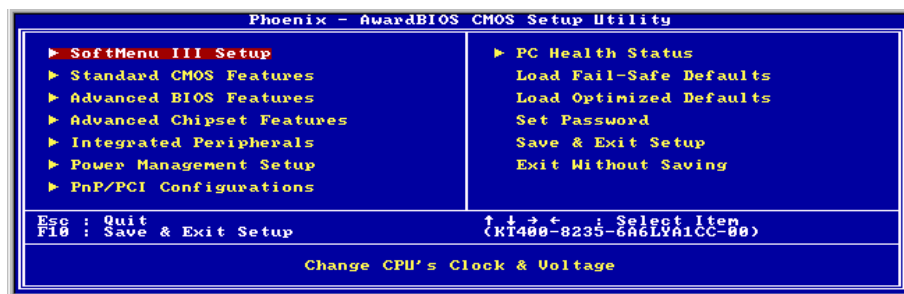 Phoenix - AwardBIOS CMOS Setup Utility
► SoftMenu III Setup
► Standard CMOS Features
► Advanced BIOS Features
► Advanced Chipset Features
► Integrated Peripherals
► Power Management Setup
► PnP/PCI Configurations
► PC Health Status
Load Fail-Safe Defaults
Load Optimized Defaults
Set Password
Save & Exit Setup
Exit Without Saving
Esc : Quit
F10 : Save & Exit Setup
↑ ↓ → ← : Select Item
(KT400-8235-6A6LYA1CC-00)
Change CPU's Clock & Voltage